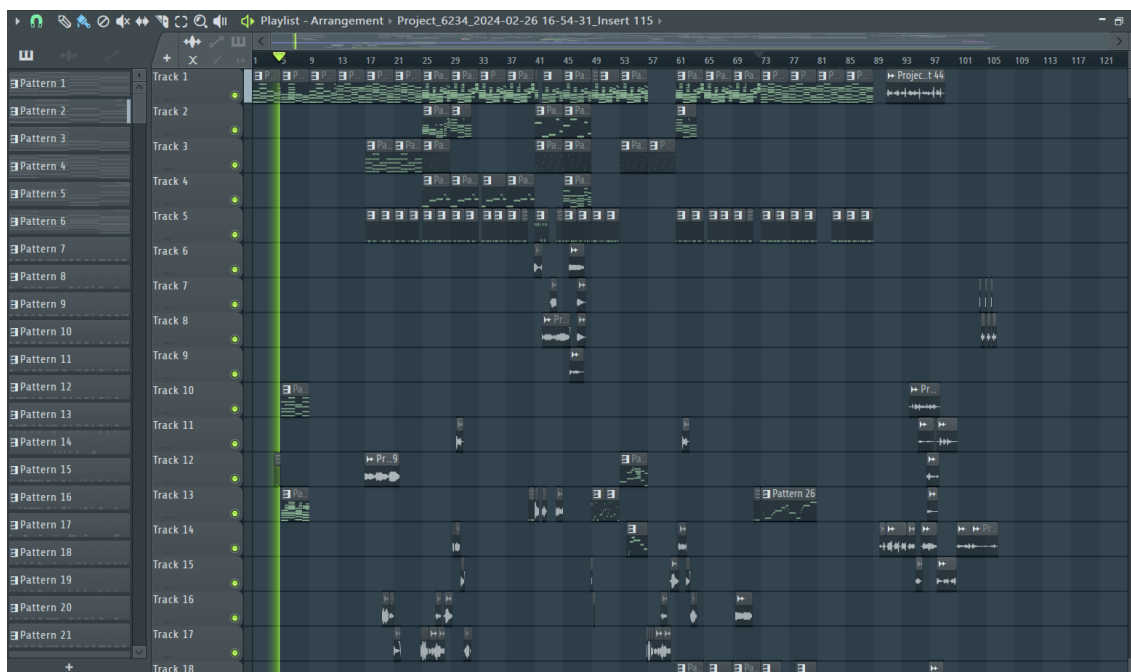 Playlist - Arrangement › Project_6234_2024-02-26 16-54-31_Insert 115 ›
1 5 9 13 17 21 25 29 33 37 41 45 49 53 57 61 65 69 73 77 81 85 89 93 97 101 105 109 113 117 121
Pattern 1
Pattern 2
Pattern 3
Pattern 4
Pattern 5
Pattern 6
Pattern 7
Pattern 8
Pattern 9
Pattern 10
Pattern 11
Pattern 12
Pattern 13
Pattern 14
Pattern 15
Pattern 16
Pattern 17
Pattern 18
Pattern 19
Pattern 20
Pattern 21
+
Track 1
Projec..t 44
Track 2
Track 3
Track 4
Track 5
Track 6
Track 7
Track 8
Track 9
Track 10
Pr...
Track 11
Track 12
Pr..9
Track 13
Pattern 26
Track 14
Track 15
Track 16
Track 17
Track 18